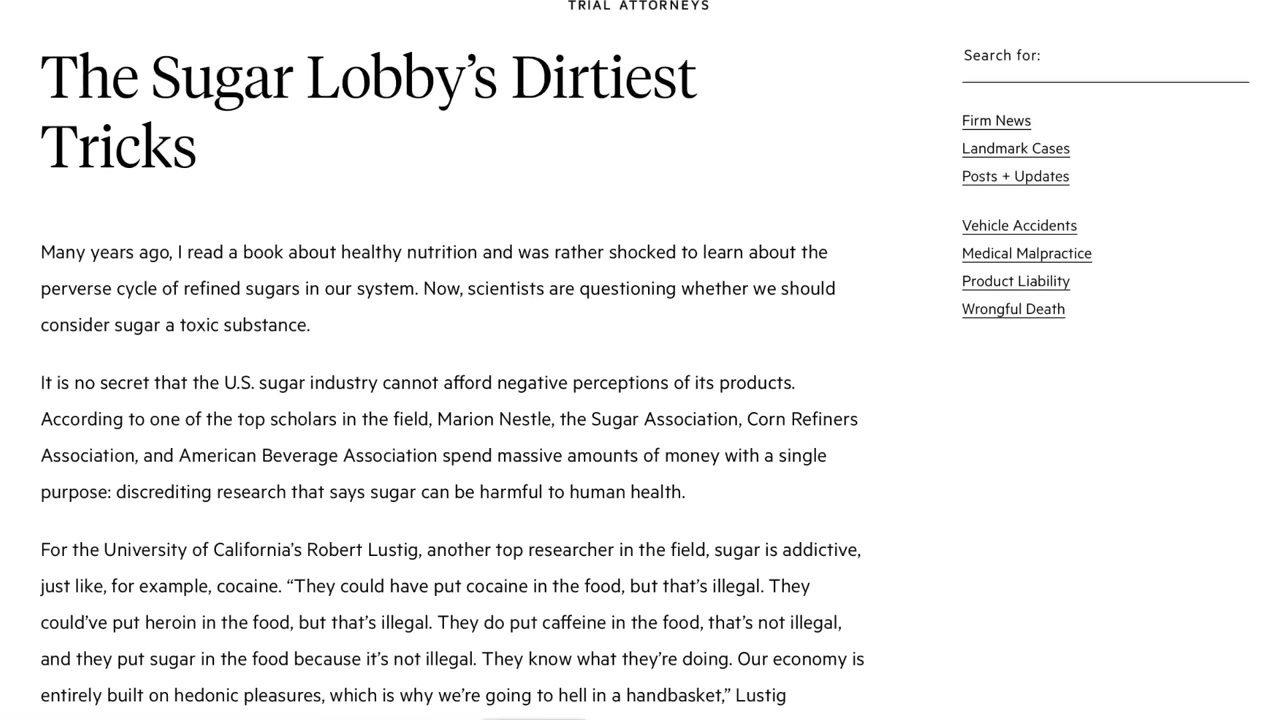 TRIAL ATTORNEYS
The Sugar Lobby’s Dirtiest
Tricks
Many years ago, I read a book about healthy nutrition and was rather shocked to learn about the
perverse cycle of refined sugars in our system. Now, scientists are questioning whether we should
consider sugar a toxic substance.
It is no secret that the U.S. sugar industry cannot afford negative perceptions of its products.
According to one of the top scholars in the field, Marion Nestle, the Sugar Association, Corn Refiners
Association, and American Beverage Association spend massive amounts of money with a single
purpose: discrediting research that says sugar can be harmful to human health.
For the University of California’s Robert Lustig, another top researcher in the field, sugar is addictive,
just like, for example, cocaine. “They could have put cocaine in the food, but that’s illegal. They
could’ve put heroin in the food, but that’s illegal. They do put caffeine in the food, that’s not illegal,
and they put sugar in the food because it’s not illegal. They know what they’re doing. Our economy is
entirely built on hedonic pleasures, which is why we’re going to hell in a handbasket,” Lustig
Search for:
Firm News
Landmark Cases
Posts + Updates
Vehicle Accidents
Medical Malpractice
Product Liability
Wrongful Death